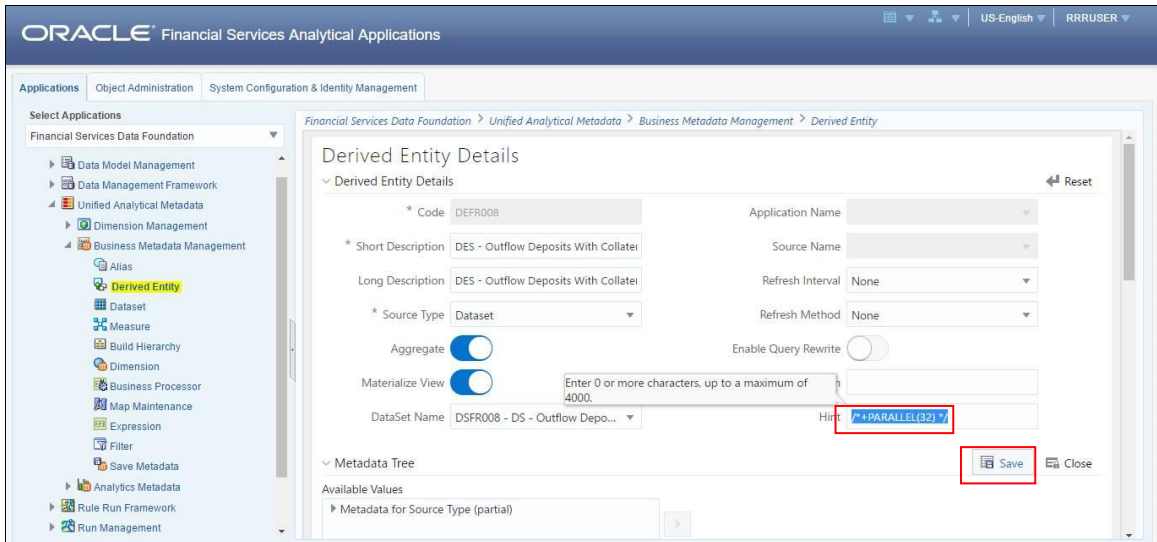 US-English
RRRUSER
ORACLE® Financial Services Analytical Applications
Applications
Object Administration
System Configuration & Identity Management
Select Applications
Financial Services Data Foundation
Data Model Management
Data Management Framework
Unified Analytical Metadata
Dimension Management
Business Metadata Management
Alias
Derived Entity
Dataset
Measure
Build Hierarchy
Dimension
Business Processor
Map Maintenance
Expression
Filter
Save Metadata
Analytics Metadata
Rule Run Framework
Run Management
Financial Services Data Foundation > Unified Analytical Metadata > Business Metadata Management > Derived Entity
Derived Entity Details
Derived Entity Details
Reset
* Code DEFR008
Application Name
* Short Description DES - Outflow Deposits With Collater
Source Name
Long Description DES - Outflow Deposits With Collater
Refresh Interval None
* Source Type Dataset
Refresh Method None
Aggregate
Enable Query Rewrite
Materialize View
Enter 0 or more characters, up to a maximum of
4000.
DataSet Name DSFR008 - DS - Outflow Depo...
Hint /*+PARALLEL(32) */
Metadata Tree
Save
Close
Available Values
Metadata for Source Type (partial)